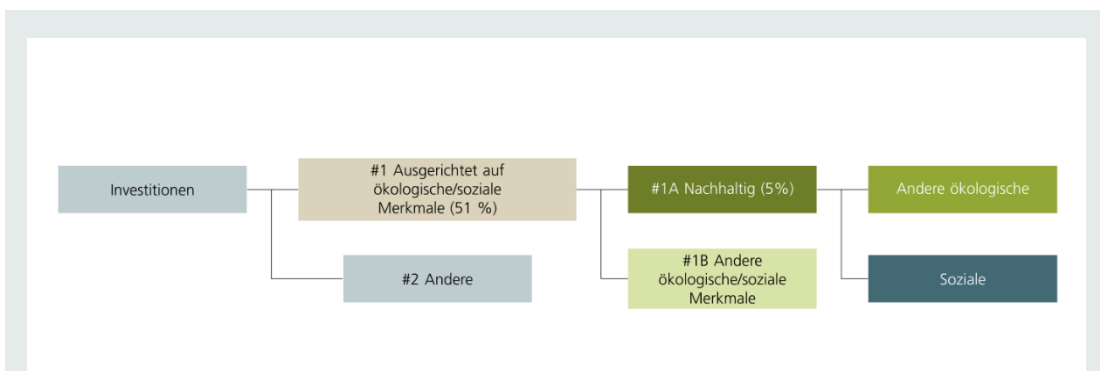 Investitionen
#1 Ausgerichtet auf
ökologische/soziale
Merkmale (51 %)
#1A Nachhaltig (5%)
Andere ökologische
#2 Andere
#1B Andere
ökologische/soziale
Merkmale
Soziale